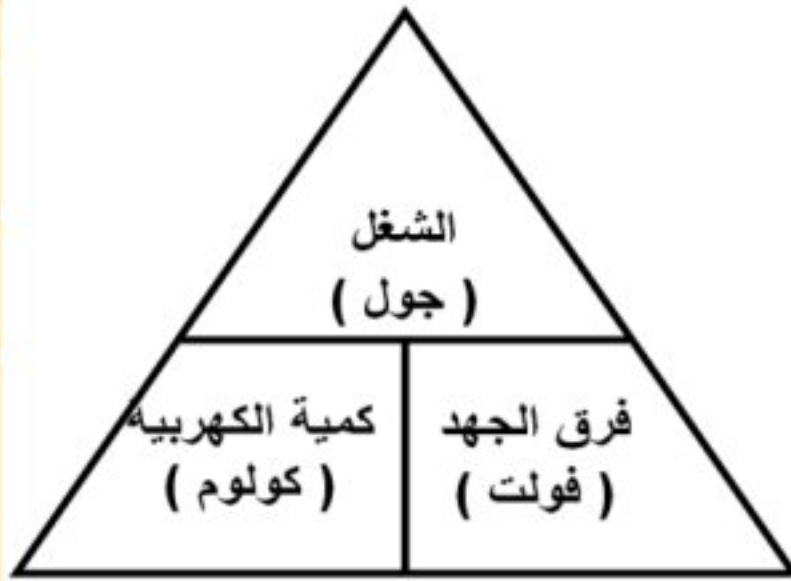 الشغل
( جول )
فرق الجهد
( فولت )
كمية الكهربية
( كولوم )